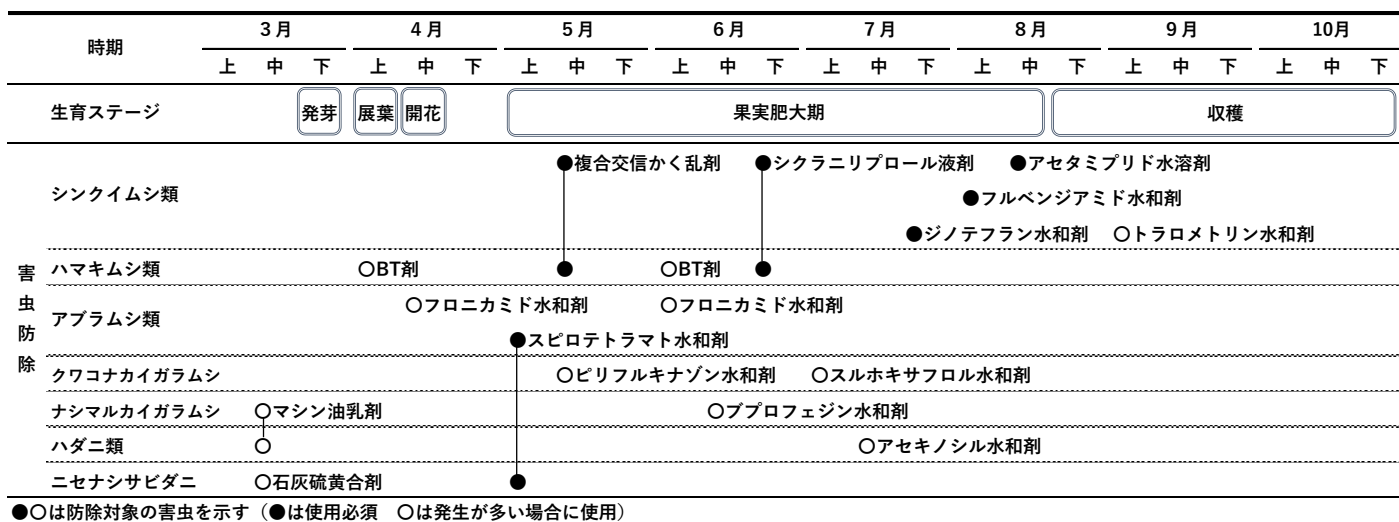 時期 3月 4月 5月 6月 7月 8月 9月 10月
上 中 下 上 中 下 上 中 下 上 中 下 上 中 下 上 中 下 上 中 下 上 中 下
生育ステージ 発芽 展葉 開花 果実肥大期 収穫
害虫防除
シンクイムシ類 ●複合交信かく乱剤 ●シクラニリプロール液剤 ●アセタミプリド水溶剤
●フルベンジアミド水和剤
●ジノテフラン水和剤 ○トラロメトリン水和剤
ハマキムシ類 ○BT剤 ● ○BT剤 ●
アブラムシ類 ○フロニカミド水和剤 ○フロニカミド水和剤
●スピロテトラマト水和剤
クワコナカイガラムシ ○ピリフルキナゾン水和剤 ○スルホキサフロル水和剤
ナシマルカイガラムシ ○マシン油乳剤 ○ブプロフェジン水和剤
ハダニ類 ○ ○アセキノシル水和剤
ニセナシサビダニ ○石灰硫黄合剤 ●
●○は防除対象の害虫を示す（●は使用必須 ○は発生が多い場合に使用）